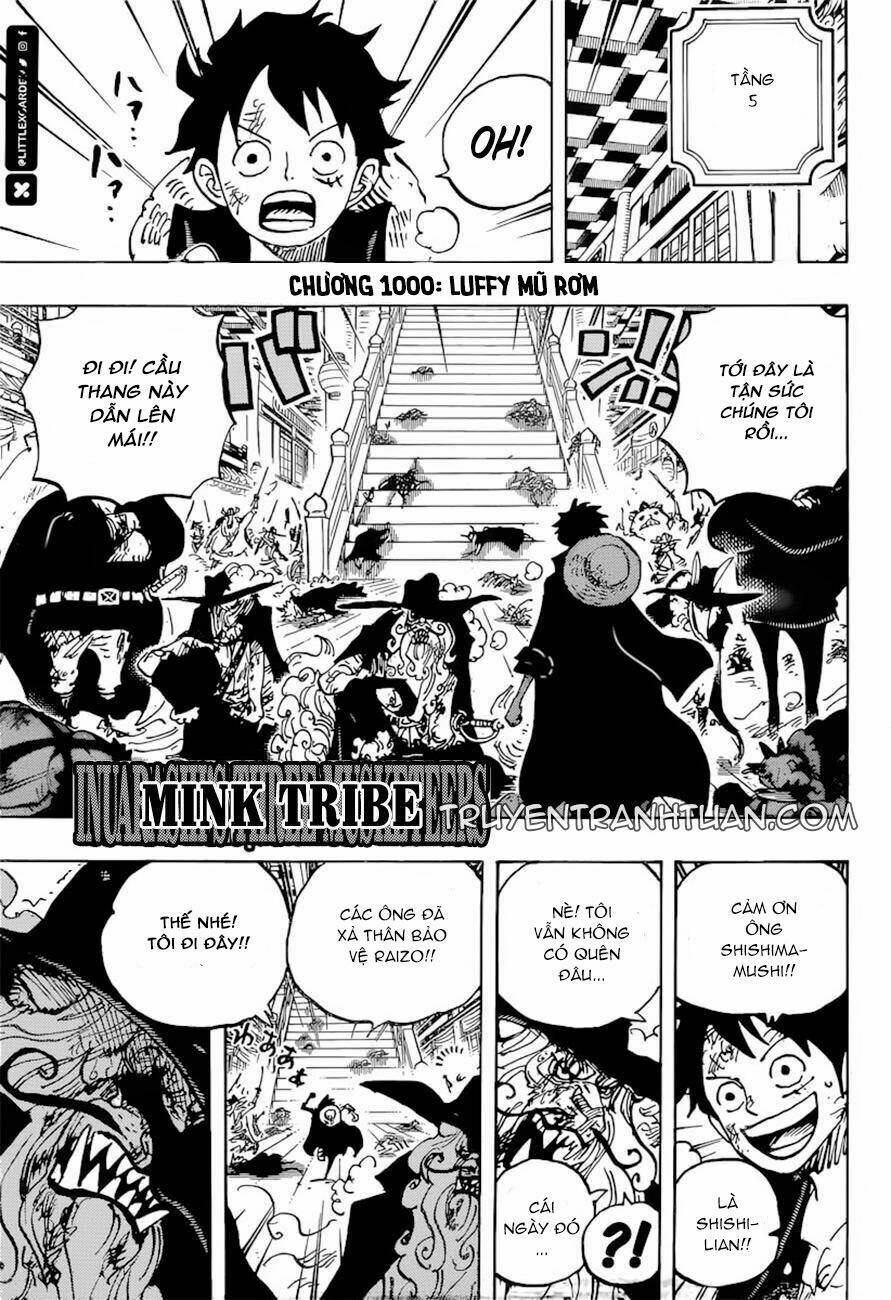 TẦNG
5
OH!
@LITTLEXGARDEN
CHƯƠNG 1000: LUFFY MŨ RƠM
TỚI ĐÂY LÀ
TẬN SỨC
CHÚNG TÔI
RỒI...
ĐI ĐI! CẦU
THANG NÀY
DẪN LÊN
MÁI!!
MINK TRIBE
TRUYENTRANHTUAN.COM
CẢM ƠN
ÔNG
SHISHIMA-
MUSHI!!
LÀ
SHISHI-
LIAN!!
NÈ! TÔI
VẪN KHÔNG
CÓ QUÊN
ĐÂU...
CÁI
NGÀY ĐÓ
...
?!
CÁC ÔNG ĐÃ
XẢ THÂN BẢO
VỆ RAIZO!!
THẾ NHÉ!
TÔI ĐI ĐÂY!!